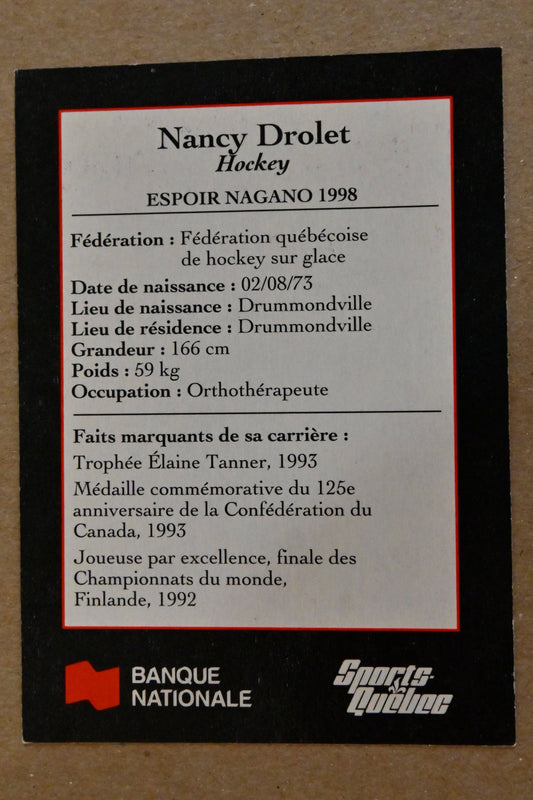 Nancy Drolet
Hockey
ESPOIR NAGANO 1998
Fédération : Fédération québécoise
de hockey sur glace
Date de naissance : 02/08/73
Lieu de naissance : Drummondville
Lieu de résidence : Drummondville
Grandeur : 166 cm
Poids : 59 kg
Occupation : Orthothérapeute
Faits marquants de sa carrière :
Trophée Élaine Tanner, 1993
Médaille commémorative du 125e
anniversaire de la Confédération du
Canada, 1993
Joueuse par excellence, finale des
Championnats du monde,
Finlande, 1992
BANQUE
NATIONALE
Sports-
Québec